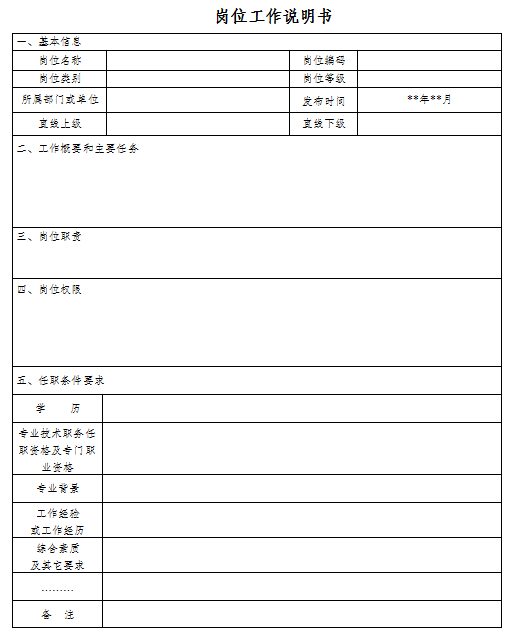 岗位工作说明书
一、基本信息
岗位名称 岗位编码
岗位类别 岗位等级
所属部门或单位 发布时间 **年**月
直线上级 直线下级
二、工作概要和主要任务
三、岗位职责
四、岗位权限
五、任职条件要求
学 历
专业技术职务任
职资格及专门职
业资格
专业背景
工作经验
或工作经历
综合素质
及其它要求
………
备 注